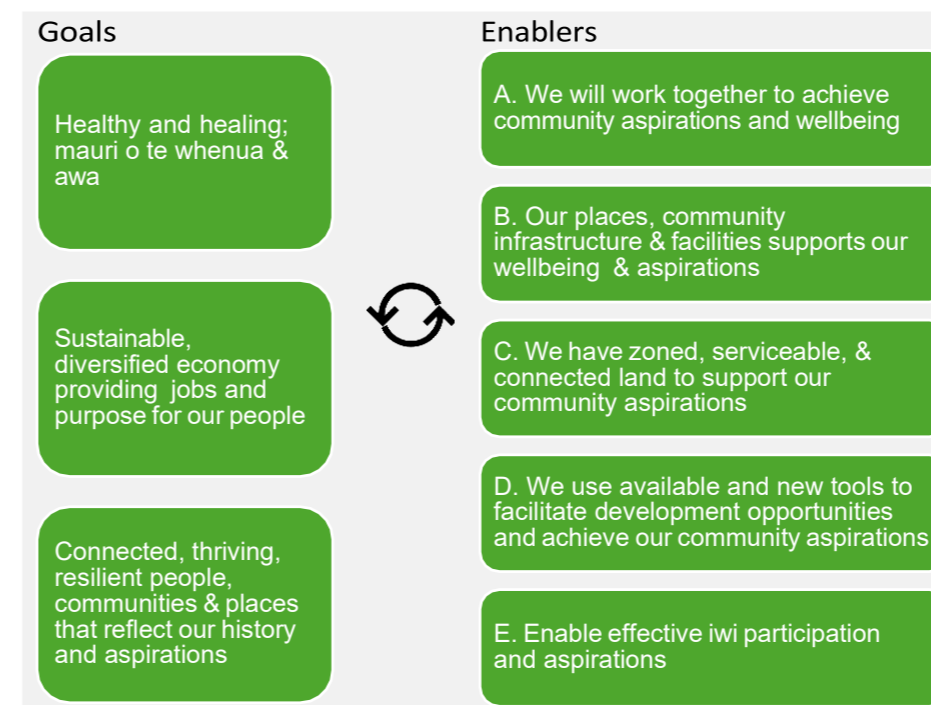 Goals
Healthy and healing;
mauri o te whenua &
awa
Sustainable,
diversified economy
providing jobs and
purpose for our people
Connected, thriving,
resilient people,
communities & places
that reflect our history
and aspirations
Enablers
A. We will work together to achieve
community aspirations and wellbeing
B. Our places, community
infrastructure & facilities supports our
wellbeing & aspirations
C. We have zoned, serviceable, &
connected land to support our
community aspirations
D. We use available and new tools to
facilitate development opportunities
and achieve our community aspirations
E. Enable effective iwi participation
and aspirations